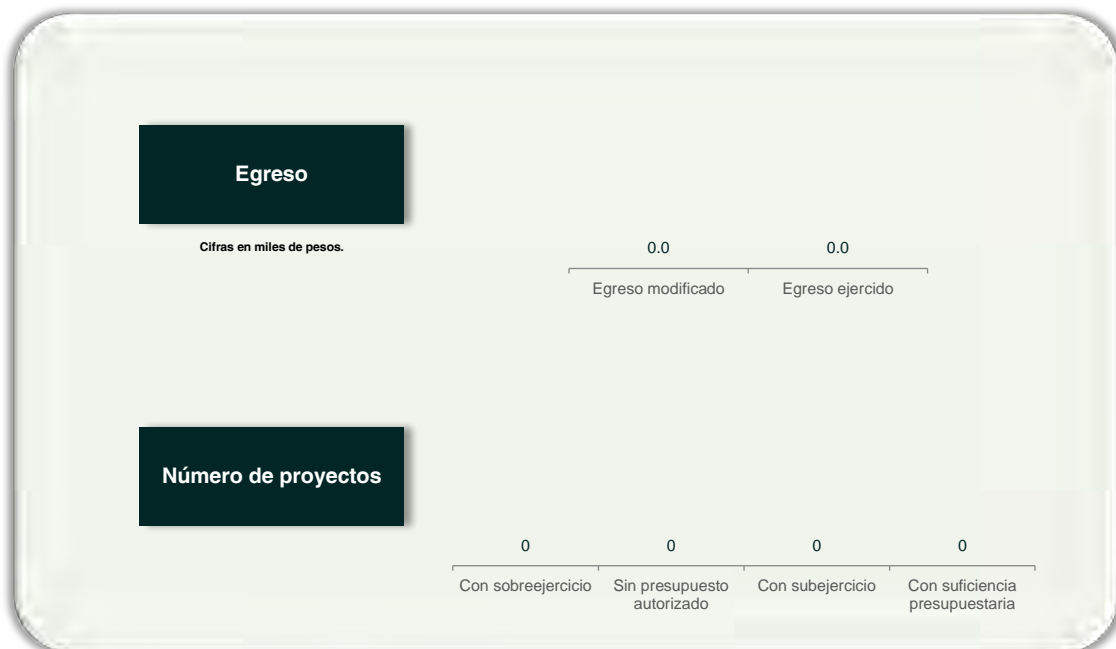 Egreso
Cifras en miles de pesos.
0.0 0.0
Egreso modificado Egreso ejercido
Número de proyectos
0 0 0 0
Con sobreejercicio Sin presupuesto autorizado Con subejercicio Con suficiencia presupuestaria